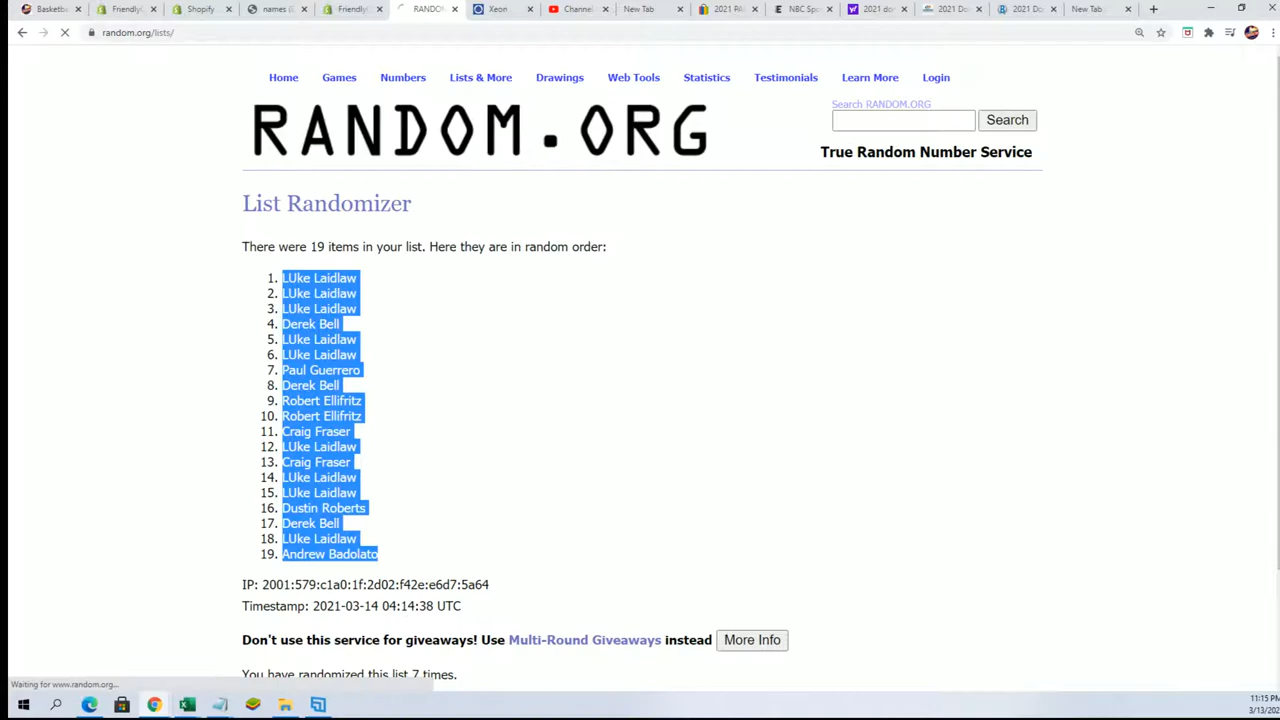 Basketb
FriendlyC
Shopify
names (
FriendlyC
RANDO
Xeon
Channel
New Tab
2021 PA
NBC Spo
2021 do
2021 Do
2021 Do
New Tab
random.org/lists/
Home Games Numbers Lists & More Drawings Web Tools Statistics Testimonials Learn More Login
RANDOM.ORG
Search RANDOM.ORG
Search
True Random Number Service
List Randomizer
There were 19 items in your list. Here they are in random order:
1. LUke Laidlaw
2. LUke Laidlaw
3. LUke Laidlaw
4. Derek Bell
5. LUke Laidlaw
6. LUke Laidlaw
7. Paul Guerrero
8. Derek Bell
9. Robert Ellifritz
10. Robert Ellifritz
11. Craig Fraser
12. LUke Laidlaw
13. Craig Fraser
14. LUke Laidlaw
15. LUke Laidlaw
16. Dustin Roberts
17. Derek Bell
18. LUke Laidlaw
19. Andrew Badolato
IP: 2001:579:c1a0:1f:2d02:f42e:e6d7:5a64
Timestamp: 2021-03-14 04:14:38 UTC
Don't use this service for giveaways! Use Multi-Round Giveaways instead More Info
You have randomized this list 7 times.
Waiting for www.random.org...
11:15 PM
3/13/202